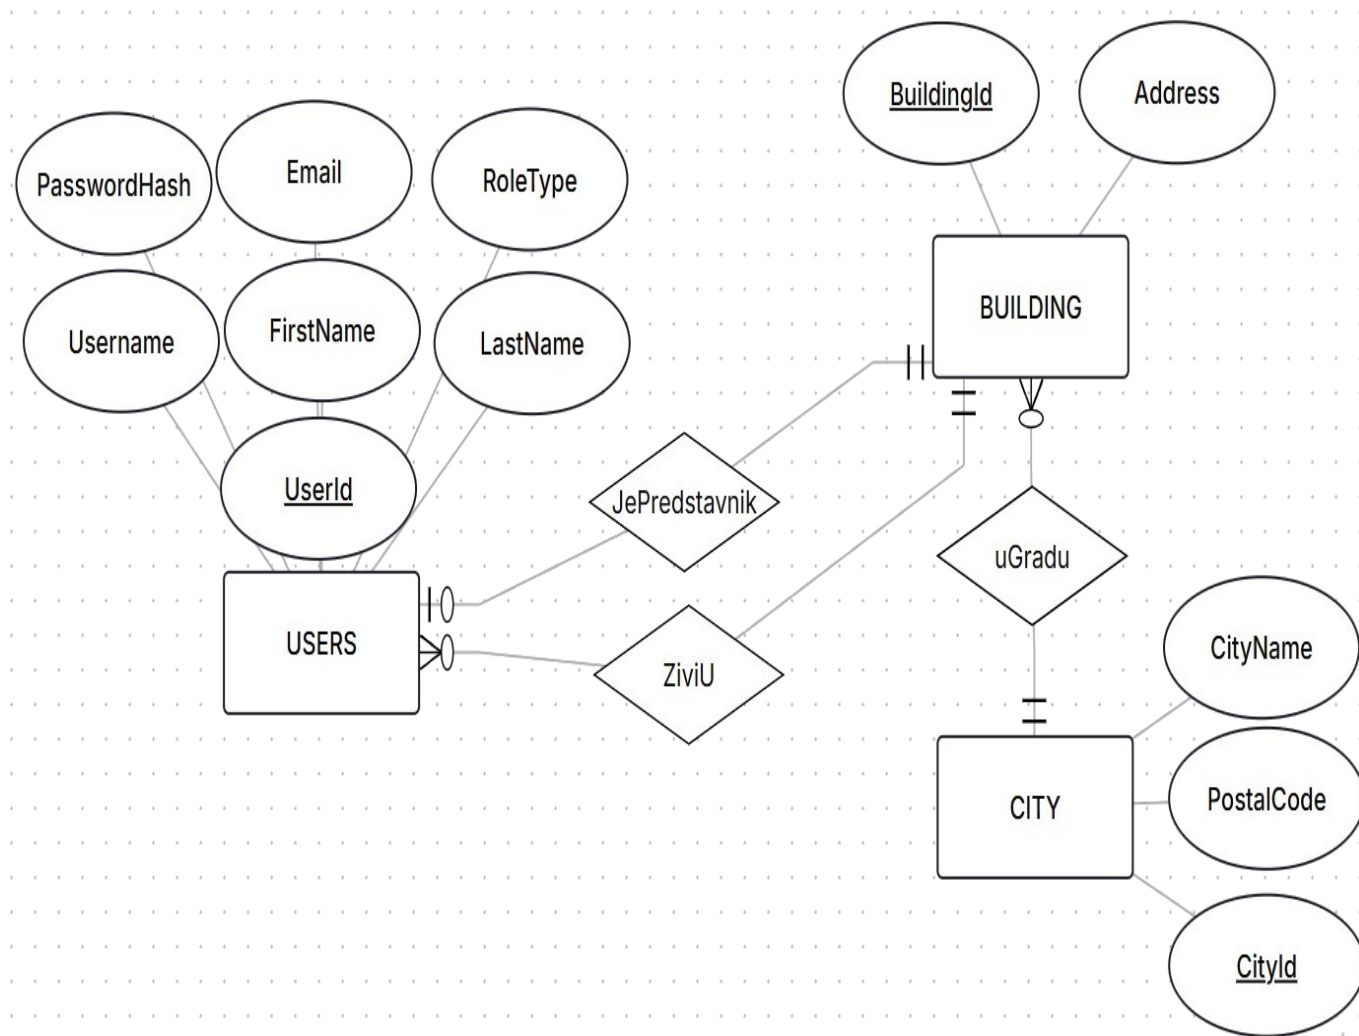 BuildingId
Address
PasswordHash
Email
RoleType
Username
FirstName
LastName
BUILDING
UserId
JePredstavnik
uGradu
USERS
ZiviU
CityName
CITY
PostalCode
CityId